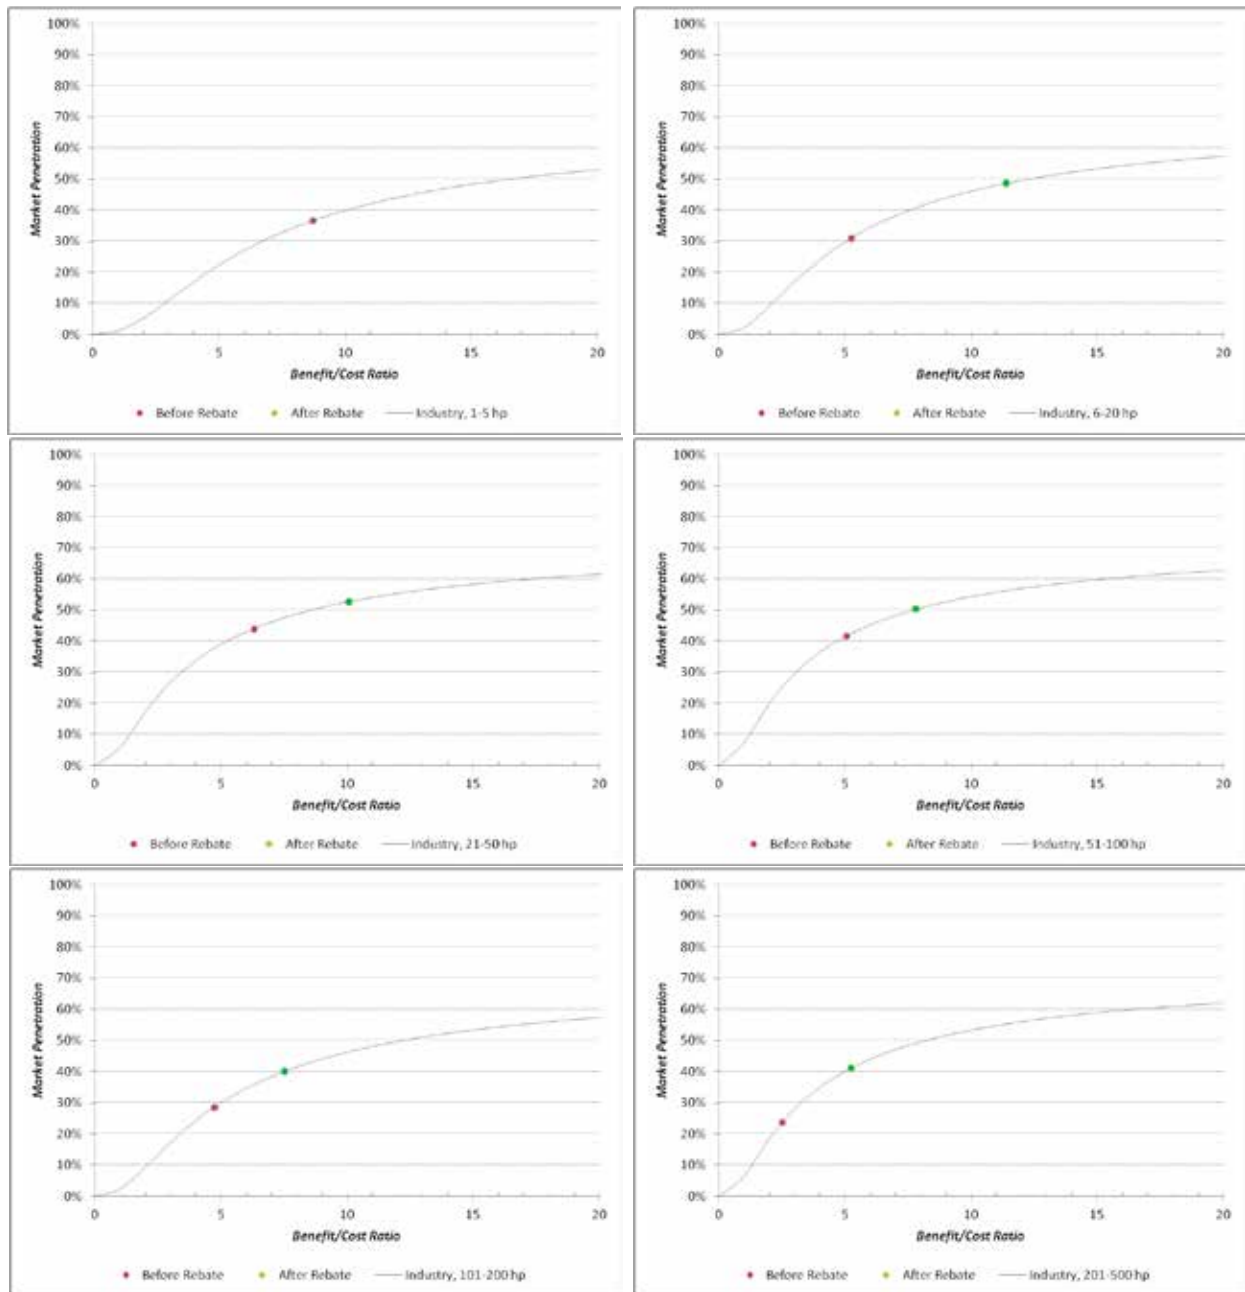 100%
90%
80%
70%
60%
50%
40%
30%
20%
10%
0%
Market Penetration
0 5 10 15 20
Benefit/Cost Ratio
Before Rebate After Rebate Industry, 1-5 hp
100%
90%
80%
70%
60%
50%
40%
30%
20%
10%
0%
Market Penetration
0 5 10 15 20
Benefit/Cost Ratio
Before Rebate After Rebate Industry, 6-20 hp
100%
90%
80%
70%
60%
50%
40%
30%
20%
10%
0%
Market Penetration
0 5 10 15 20
Benefit/Cost Ratio
Before Rebate After Rebate Industry, 21-50 hp
100%
90%
80%
70%
60%
50%
40%
30%
20%
10%
0%
Market Penetration
0 5 10 15 20
Benefit/Cost Ratio
Before Rebate After Rebate Industry, 51-100 hp
100%
90%
80%
70%
60%
50%
40%
30%
20%
10%
0%
Market Penetration
0 5 10 15 20
Benefit/Cost Ratio
Before Rebate After Rebate Industry, 101-200 hp
100%
90%
80%
70%
60%
50%
40%
30%
20%
10%
0%
Market Penetration
0 5 10 15 20
Benefit/Cost Ratio
Before Rebate After Rebate Industry, 201-500 hp